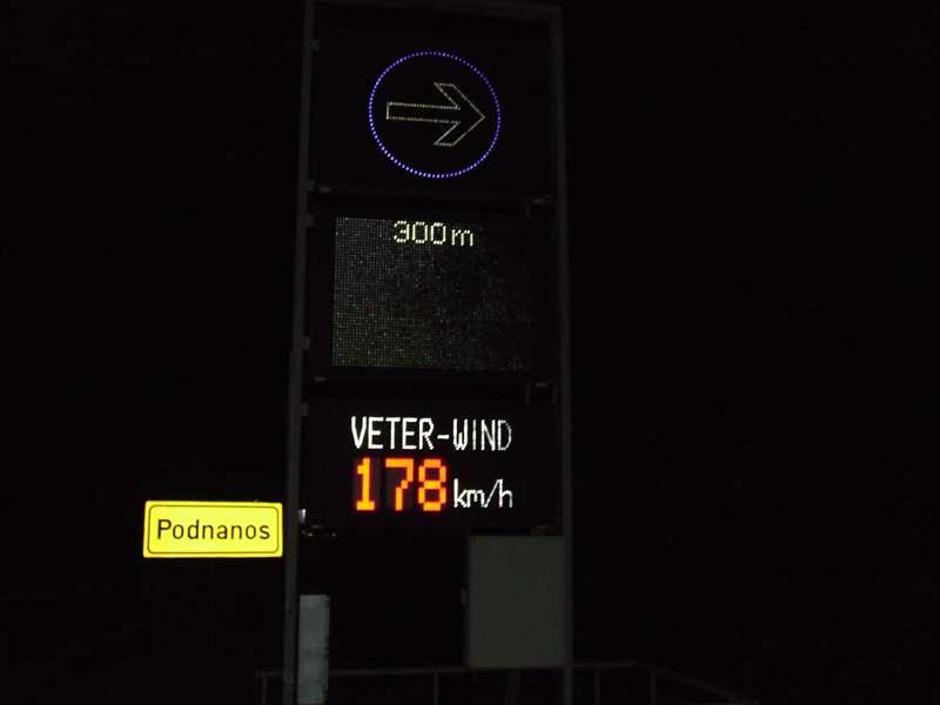 300m
VETER-WIND
178 km/h
Podnanos